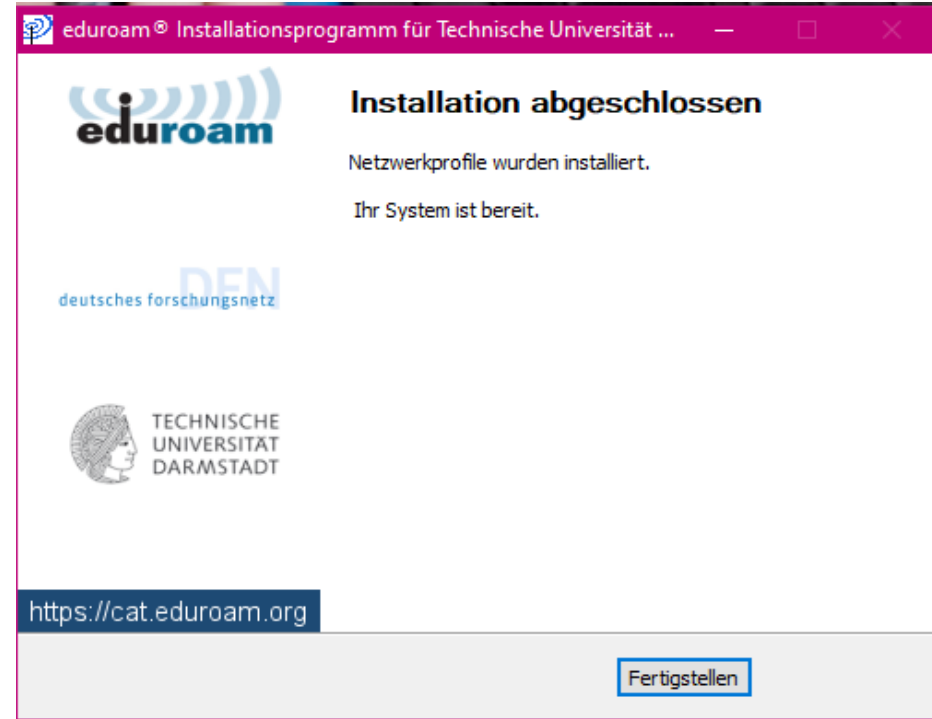 eduroam® Installationsprogramm für Technische Universität ...
eduroam
Installation abgeschlossen
Netzwerkprofile wurden installiert.
Ihr System ist bereit.
DFN
deutsches forschungsnetz
TECHNISCHE
UNIVERSITÄT
DARMSTADT
https://cat.eduroam.org
Fertigstellen